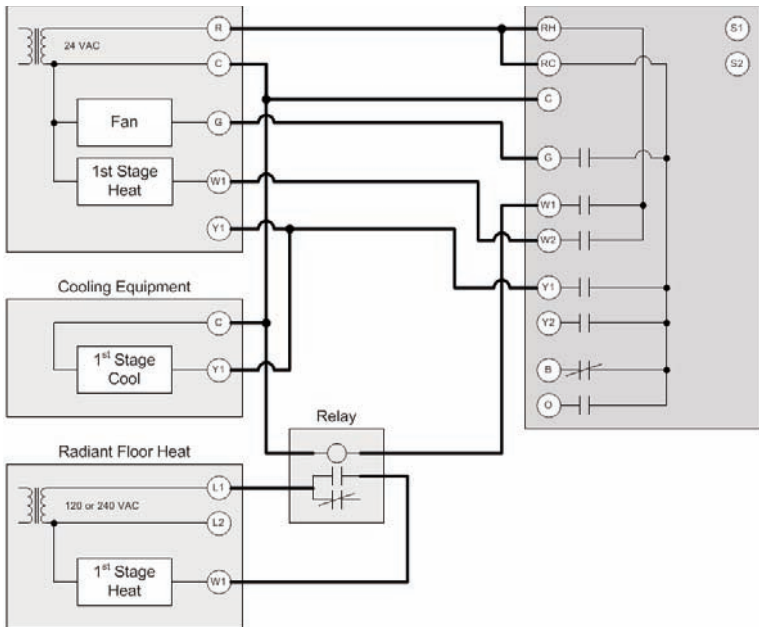 R
24 VAC
C
Fan
G
1st Stage
Heat
W1
Y1
Cooling Equipment
C
1st Stage
Cool
Y1
Radiant Floor Heat
L1
120 or 240 VAC
L2
1st Stage
Heat
W1
Relay
RH
RC
C
G
W1
W2
Y1
Y2
B
O
S1
S2